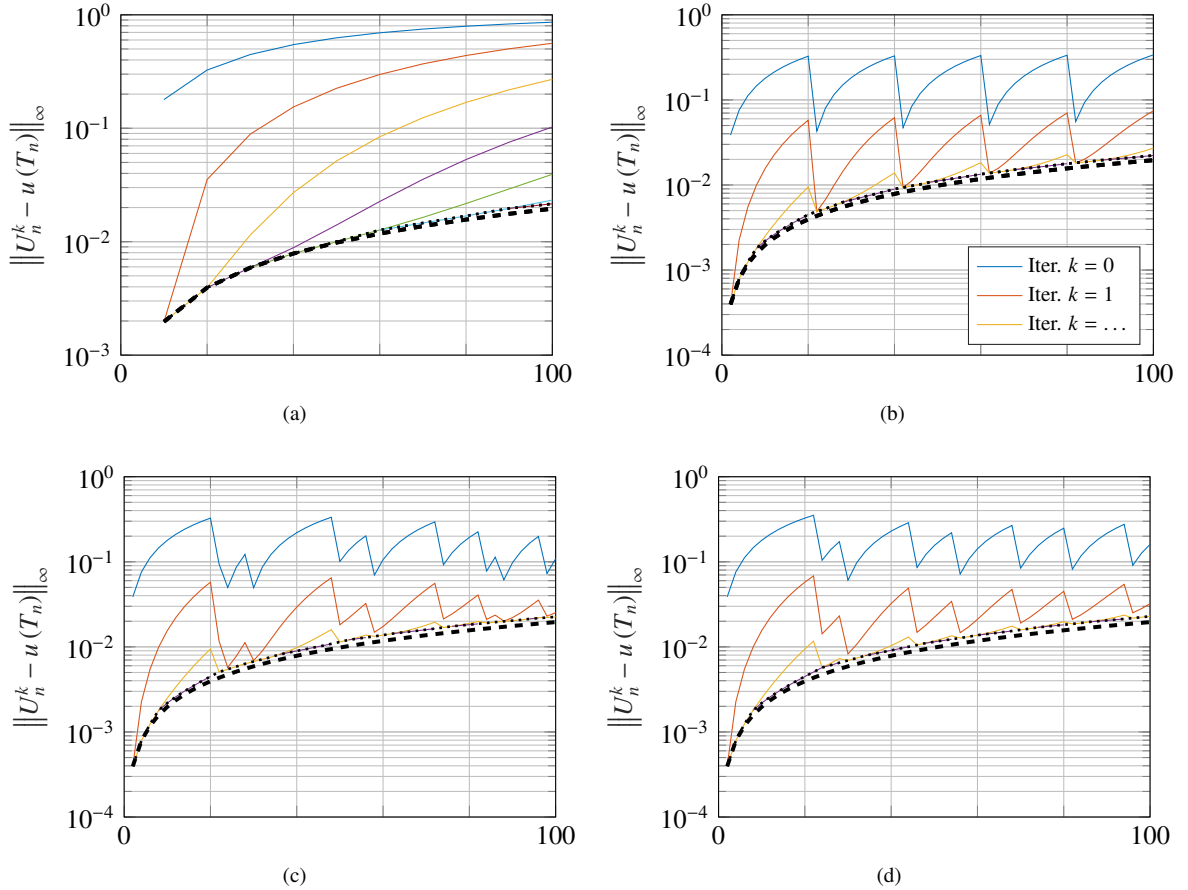 10^0
10^-1
10^-2
10^-3
0
100
||U_n^k − u (T_n)||_∞
(a)
10^0
10^-1
10^-2
10^-3
10^-4
0
100
||U_n^k − u (T_n)||_∞
Iter. k = 0
Iter. k = 1
Iter. k = …
(b)
10^0
10^-1
10^-2
10^-3
10^-4
0
100
||U_n^k − u (T_n)||_∞
(c)
10^0
10^-1
10^-2
10^-3
10^-4
0
100
||U_n^k − u (T_n)||_∞
(d)